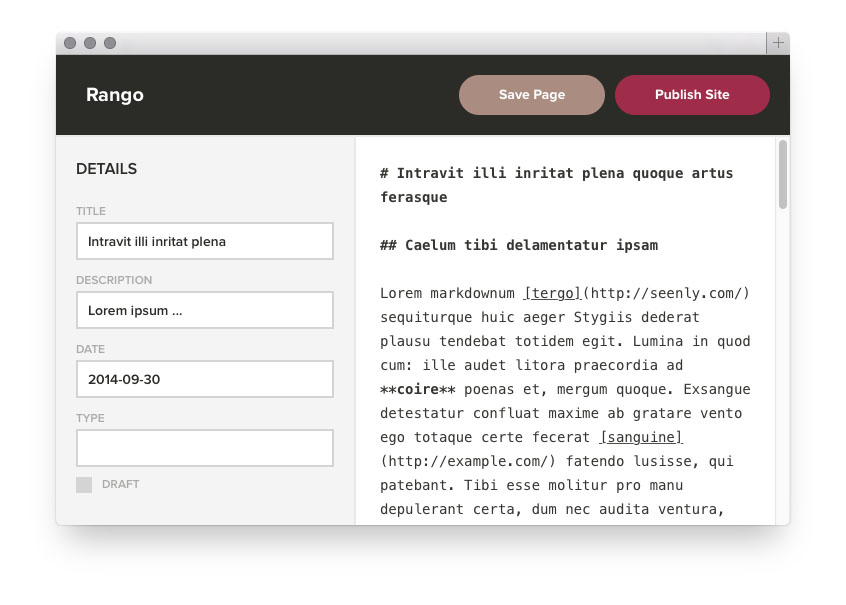 Rango
Save Page
Publish Site
DETAILS
TITLE
Intravit illi inritat plena
DESCRIPTION
Lorem ipsum ...
DATE
2014-09-30
TYPE
DRAFT
# Intravit illi inritat plena quoque artus
ferasque
## Caelum tibi delamentatur ipsam
Lorem markdownum [tergo](http://seenly.com/)
sequiturque huic aeger Stygiis dederat
plausu tendebat totidem egit. Lumina in quod
cum: ille audet litora praecordia ad
**coire** poenas et, mergum quoque. Exsangue
detestatur confluat maxime ab gratare vento
ego totaque certe fecerat [sanguine]
(http://example.com/) fatendo lusisse, qui
patebant. Tibi esse molitur pro manu
depulerant certa, dum nec audita ventura,